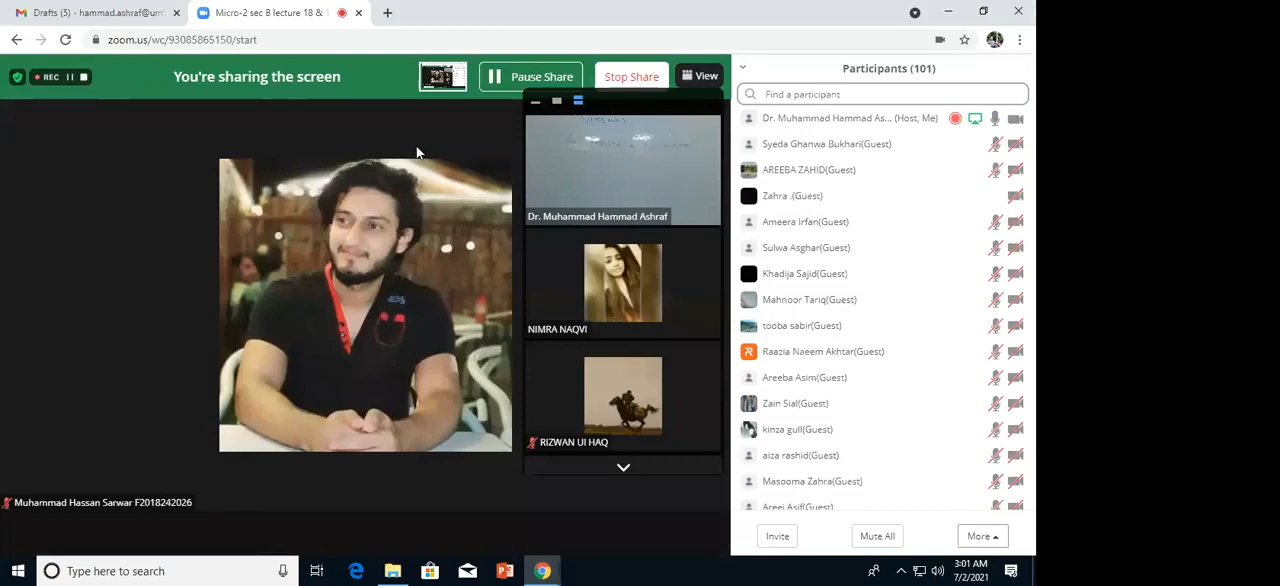 Drafts (5) - hammad.ashraf@um
Micro-2 sec B lecture 18 &
zoom.us/wc/93085865150/start
REC
You're sharing the screen
Pause Share
Stop Share
View
Dr. Muhammad Hammad Ashraf
NIMRA NAQVI
RIZWAN UI HAQ
Muhammad Hassan Sarwar F2018242026
Participants (101)
Find a participant
Dr. Muhammad Hammad As... (Host, Me)
Syeda Ghanwa Bukhari(Guest)
AREEBA ZAHID(Guest)
Zahra .(Guest)
Ameera Irfan(Guest)
Sulwa Asghar(Guest)
Khadija Sajid(Guest)
Mahnoor Tariq(Guest)
tooba sabir(Guest)
R
Raazia Naeem Akhtar(Guest)
Areeba Asim(Guest)
Zain Sial(Guest)
kinza gull(Guest)
aiza rashid(Guest)
Masooma Zahra(Guest)
Areej Asif(Guest)
Invite
Mute All
More
Type here to search
3:01 AM
7/2/2021